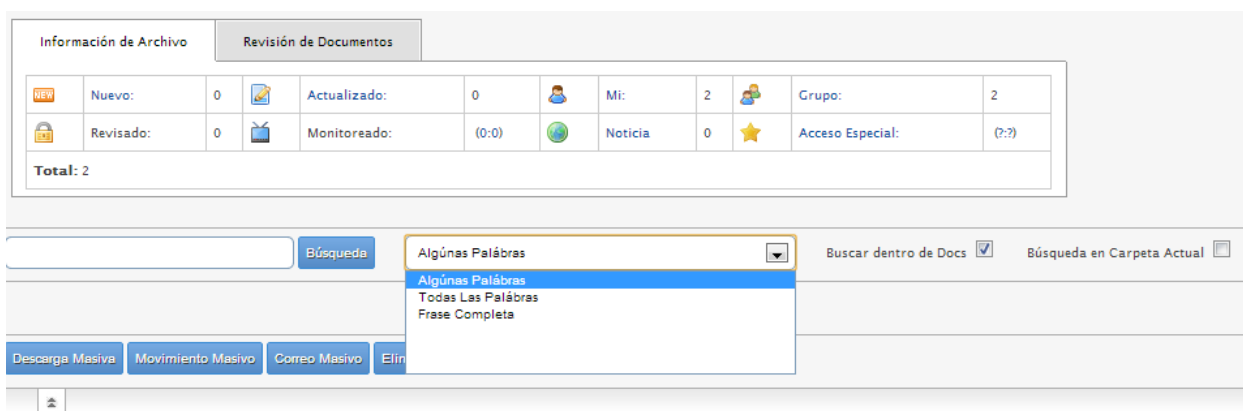 Información de Archivo Revisión de Documentos
NEW Nuevo: 0 Actualizado: 0 Mi: 2 Grupo: 2
Revisado: 0 Monitoreado: (0:0) Noticia 0 Acceso Especial: (?:?)
Total: 2
Búsqueda Algúnas Palábras Buscar dentro de Docs Búsqueda en Carpeta Actual
Algúnas Palábras
Todas Las Palábras
Frase Completa
Descarga Masiva Movimiento Masivo Correo Masivo Elin